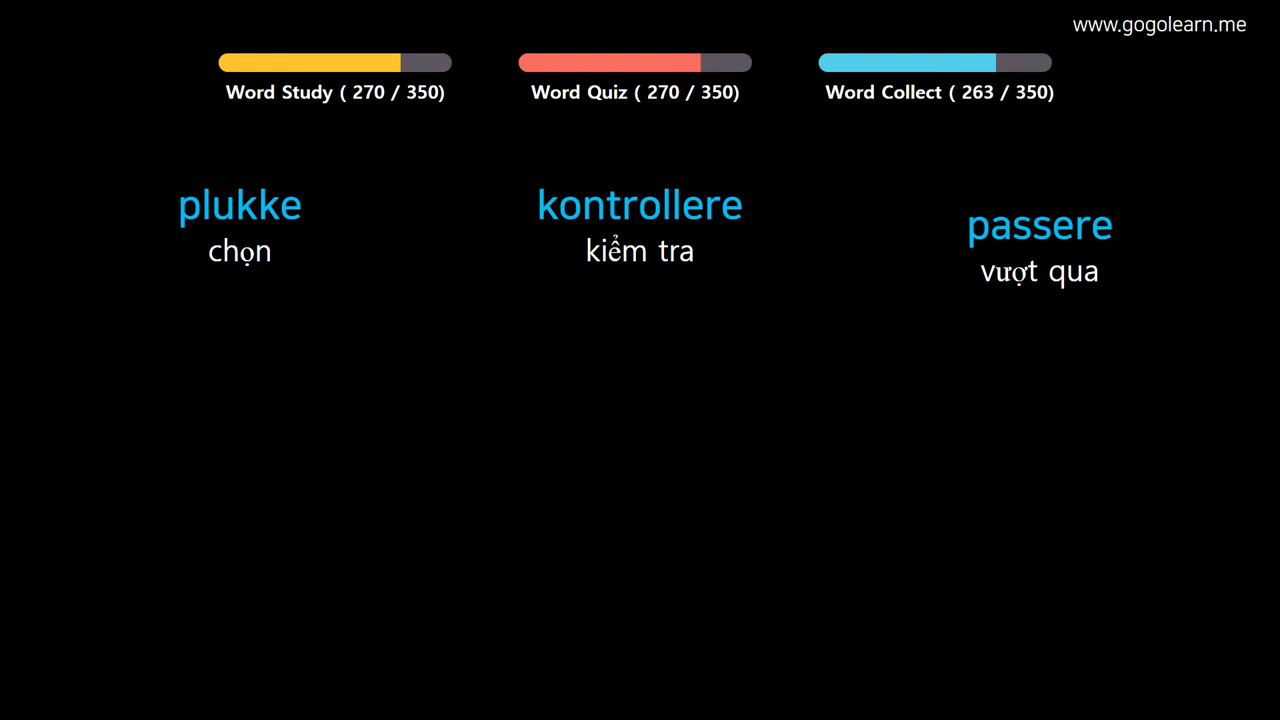 www.gogolearn.me
Word Study ( 270 / 350)
Word Quiz ( 270 / 350)
Word Collect ( 263 / 350)
plukke
chọn
kontrollere
kiểm tra
passere
vượt qua